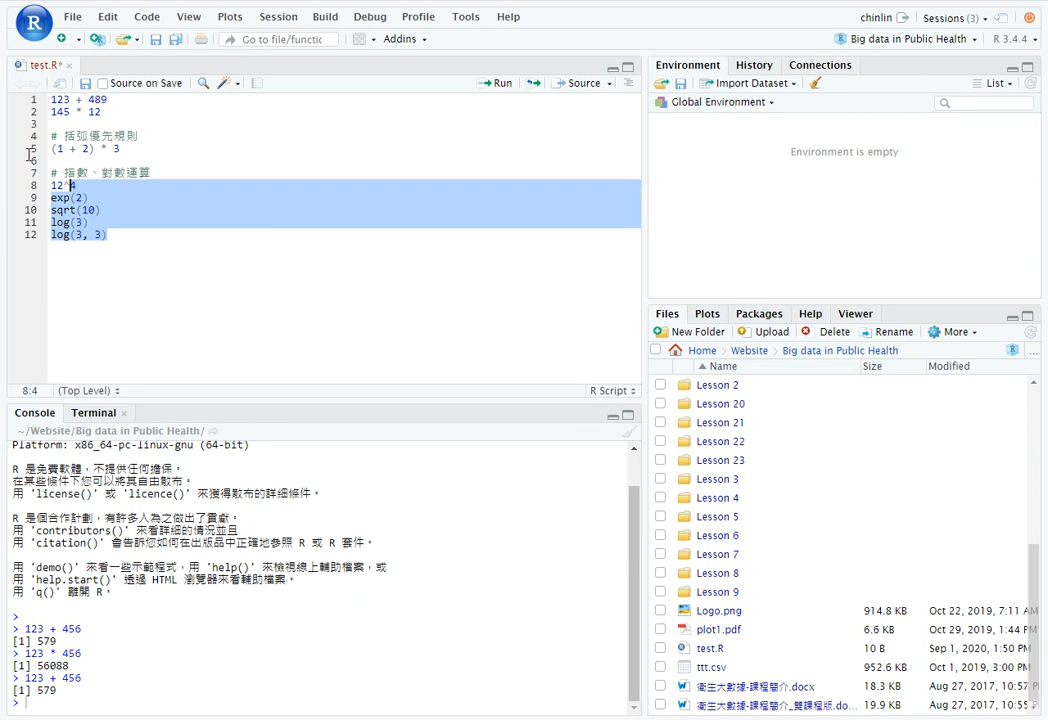 R File Edit Code View Plots Session Build Debug Profile Tools Help chinlin Sessions (3)
Go to file/functic Addins Big data in Public Health R 3.4.4
test.R*
Source on Save Run Source
1 123 + 489
2 145 * 12
3
4 # 括弧優先規則
5 (1 + 2) * 3
6
7 # 指數、對數運算
8 12^4
9 exp(2)
10 sqrt(10)
11 log(3)
12 log(3, 3)
8:4 (Top Level) R Script
Console Terminal
~/Website/Big data in Public Health/
Platform: x86_64-pc-linux-gnu (64-bit)
R 是免費軟體，不提供任何擔保。
在某些條件下您可以將其自由散布。
用 'license()' 或 'licence()' 來獲得散布的詳細條件。
R 是個合作計劃，有許多人為之做出了貢獻。
用 'contributors()' 來看詳細的情況並且
用 'citation()' 會告訴您如何在出版品中正確地參照 R 或 R 套件。
用 'demo()' 來看一些示範程式，用 'help()' 來檢視線上輔助檔案，或
用 'help.start()' 透過 HTML 瀏覽器來看輔助檔案。
用 'q()' 離開 R。
>
> 123 + 456
[1] 579
> 123 * 456
[1] 56088
> 123 + 456
[1] 579
>
Environment History Connections
Import Dataset List
Global Environment
Environment is empty
Files Plots Packages Help Viewer
New Folder Upload Delete Rename More
Home Website Big data in Public Health R ...
Name Size Modified
Lesson 2
Lesson 20
Lesson 21
Lesson 22
Lesson 23
Lesson 3
Lesson 4
Lesson 5
Lesson 6
Lesson 7
Lesson 8
Lesson 9
Logo.png 914.8 KB Oct 22, 2019, 7:11 AM
plot1.pdf 6.6 KB Oct 29, 2019, 1:44 PM
test.R 10 B Sep 1, 2020, 1:50 PM
ttt.csv 952.6 KB Oct 1, 2019, 3:00 PM
衛生大數據-課程簡介.docx 18.3 KB Aug 27, 2017, 10:57
衛生大數據-課程簡介_雙課程版.do... 19.9 KB Aug 27, 2017, 10:55